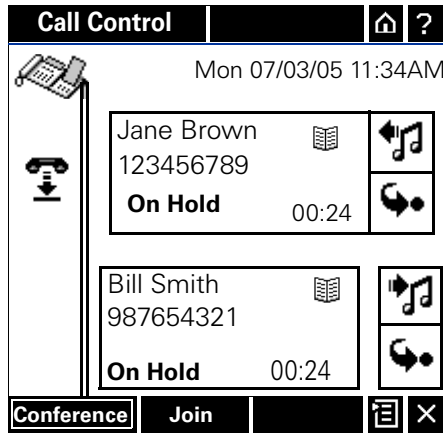 Call Control ?
Mon 07/03/05 11:34AM
Jane Brown
123456789
On Hold 00:24
Bill Smith
987654321
On Hold 00:24
Conference Join